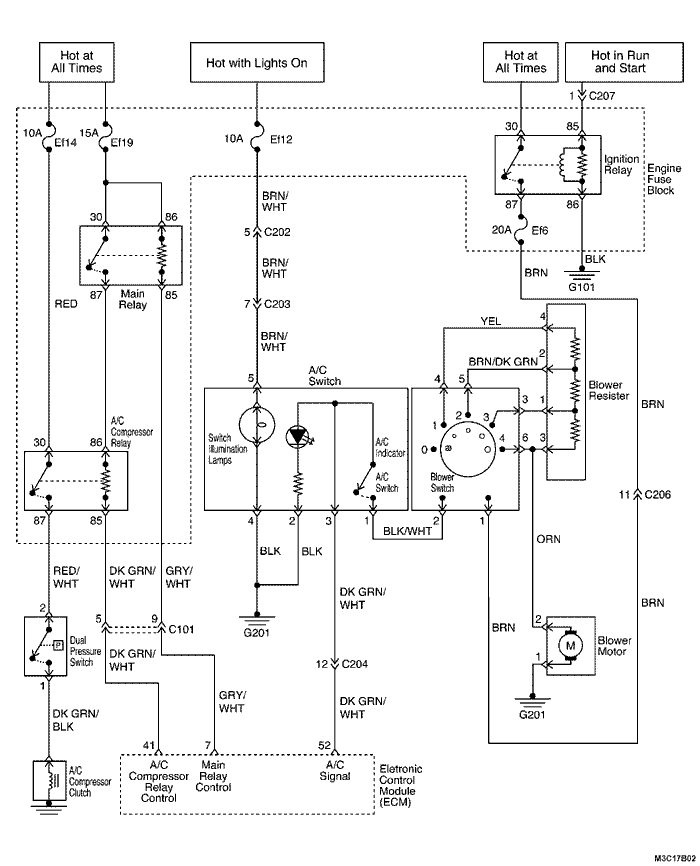 Hot at
All Times
Hot with Lights On
Hot at
All Times
Hot in Run
and Start
1 C207
10A Ef14
15A Ef19
10A Ef12
30 85
Ignition
Relay
Engine
Fuse
Block
87 86
20A Ef6
BRN/
WHT
5 C202
BRN
BLK
G101
30 86
BRN/
WHT
87 85
Main
Relay
RED
7 C203
BRN/
WHT
YEL
4
BRN/DK GRN
2
Blower
Resister
BRN
5
A/C
Switch
4 5
3 1
1 2 3
0 4
6 3
A/C
Compressor
Relay
30 86
Switch
Illumination
Lamps
A/C
Indicator
A/C
Switch
Blower
Switch
11 C206
87 85
4 2 3 1
BLK/WHT
2 1
BLK
BLK
ORN
RED/
WHT
DK GRN/
WHT
GRY/
WHT
DK GRN/
WHT
BRN
2
5 9 C101
G201
BRN
2
Dual
Pressure
Switch
P
M
Blower
Motor
1
DK GRN/
WHT
12 C204
1
G201
DK GRN/
BLK
GRY/
WHT
DK GRN/
WHT
A/C
Compressor
Clutch
41 7 52
A/C
Compressor
Relay
Control
Main
Relay
Control
A/C
Signal
Eletronic
Control
Module
(ECM)
M3C17B02